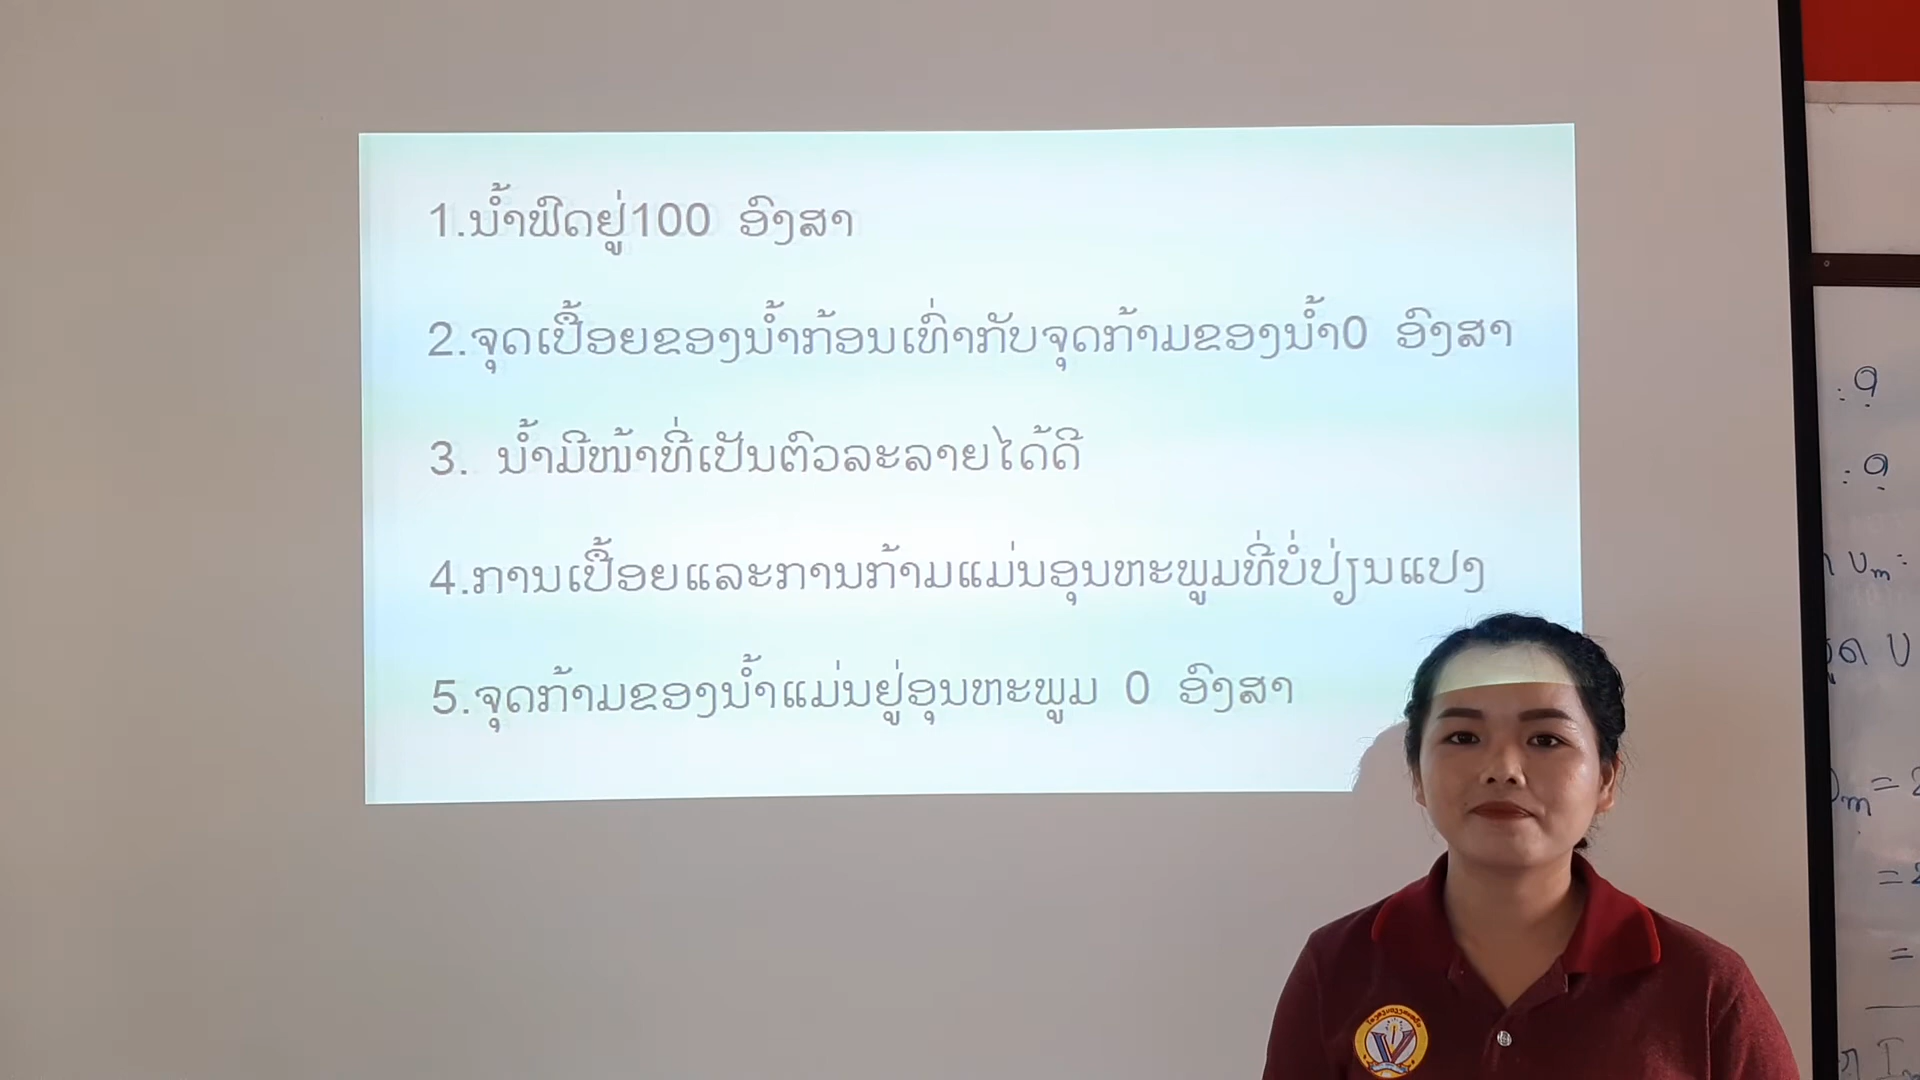 1.ນ້ຳຟົດຢູ່100 ອົງສາ
2.ຈຸດເປື້ອຍຂອງນ້ຳກ້ອນເທົ່າກັບຈຸດກ້າມຂອງນ້ຳ0 ອົງສາ
3. ນ້ຳມີໜ້າທີ່ເປັນຕົວລະລາຍໄດ້ດີ
4.ການເປື້ອຍແລະການກ້າມແມ່ນອຸນຫະພູມທີ່ບໍ່ປ່ຽນແປງ
5.ຈຸດກ້າມຂອງນ້ຳແມ່ນຢູ່ອຸນຫະພູມ 0 ອົງສາ